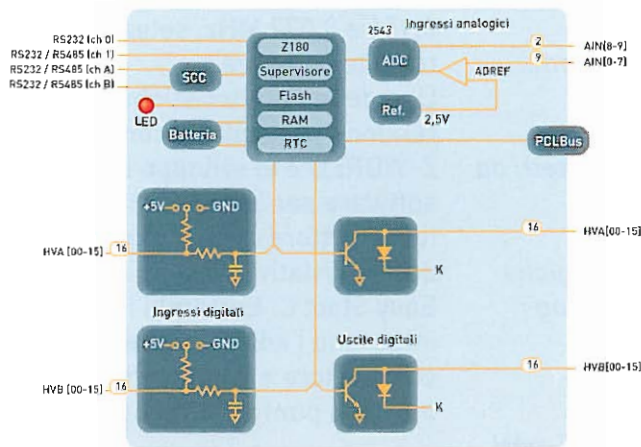 Ingressi analogici
RS232 (ch 0)
RS232 / RS485 (ch 1)
RS232 / RS485 (ch A)
RS232 / RS485 (ch B)
SCC
LED
Batteria
Z180
Supervisore
Flash
RAM
RTC
2543
ADC
Ref.
2,5V
ADREF
2
AIN[8-9]
9
AIN[0-7]
PCLBus
+5V
GND
HVA [00-15]
16
K
16
HVA[00-15]
Ingressi digitali
Uscite digitali
+5V
GND
HVB [00-15]
16
K
16
HVB[00-15]